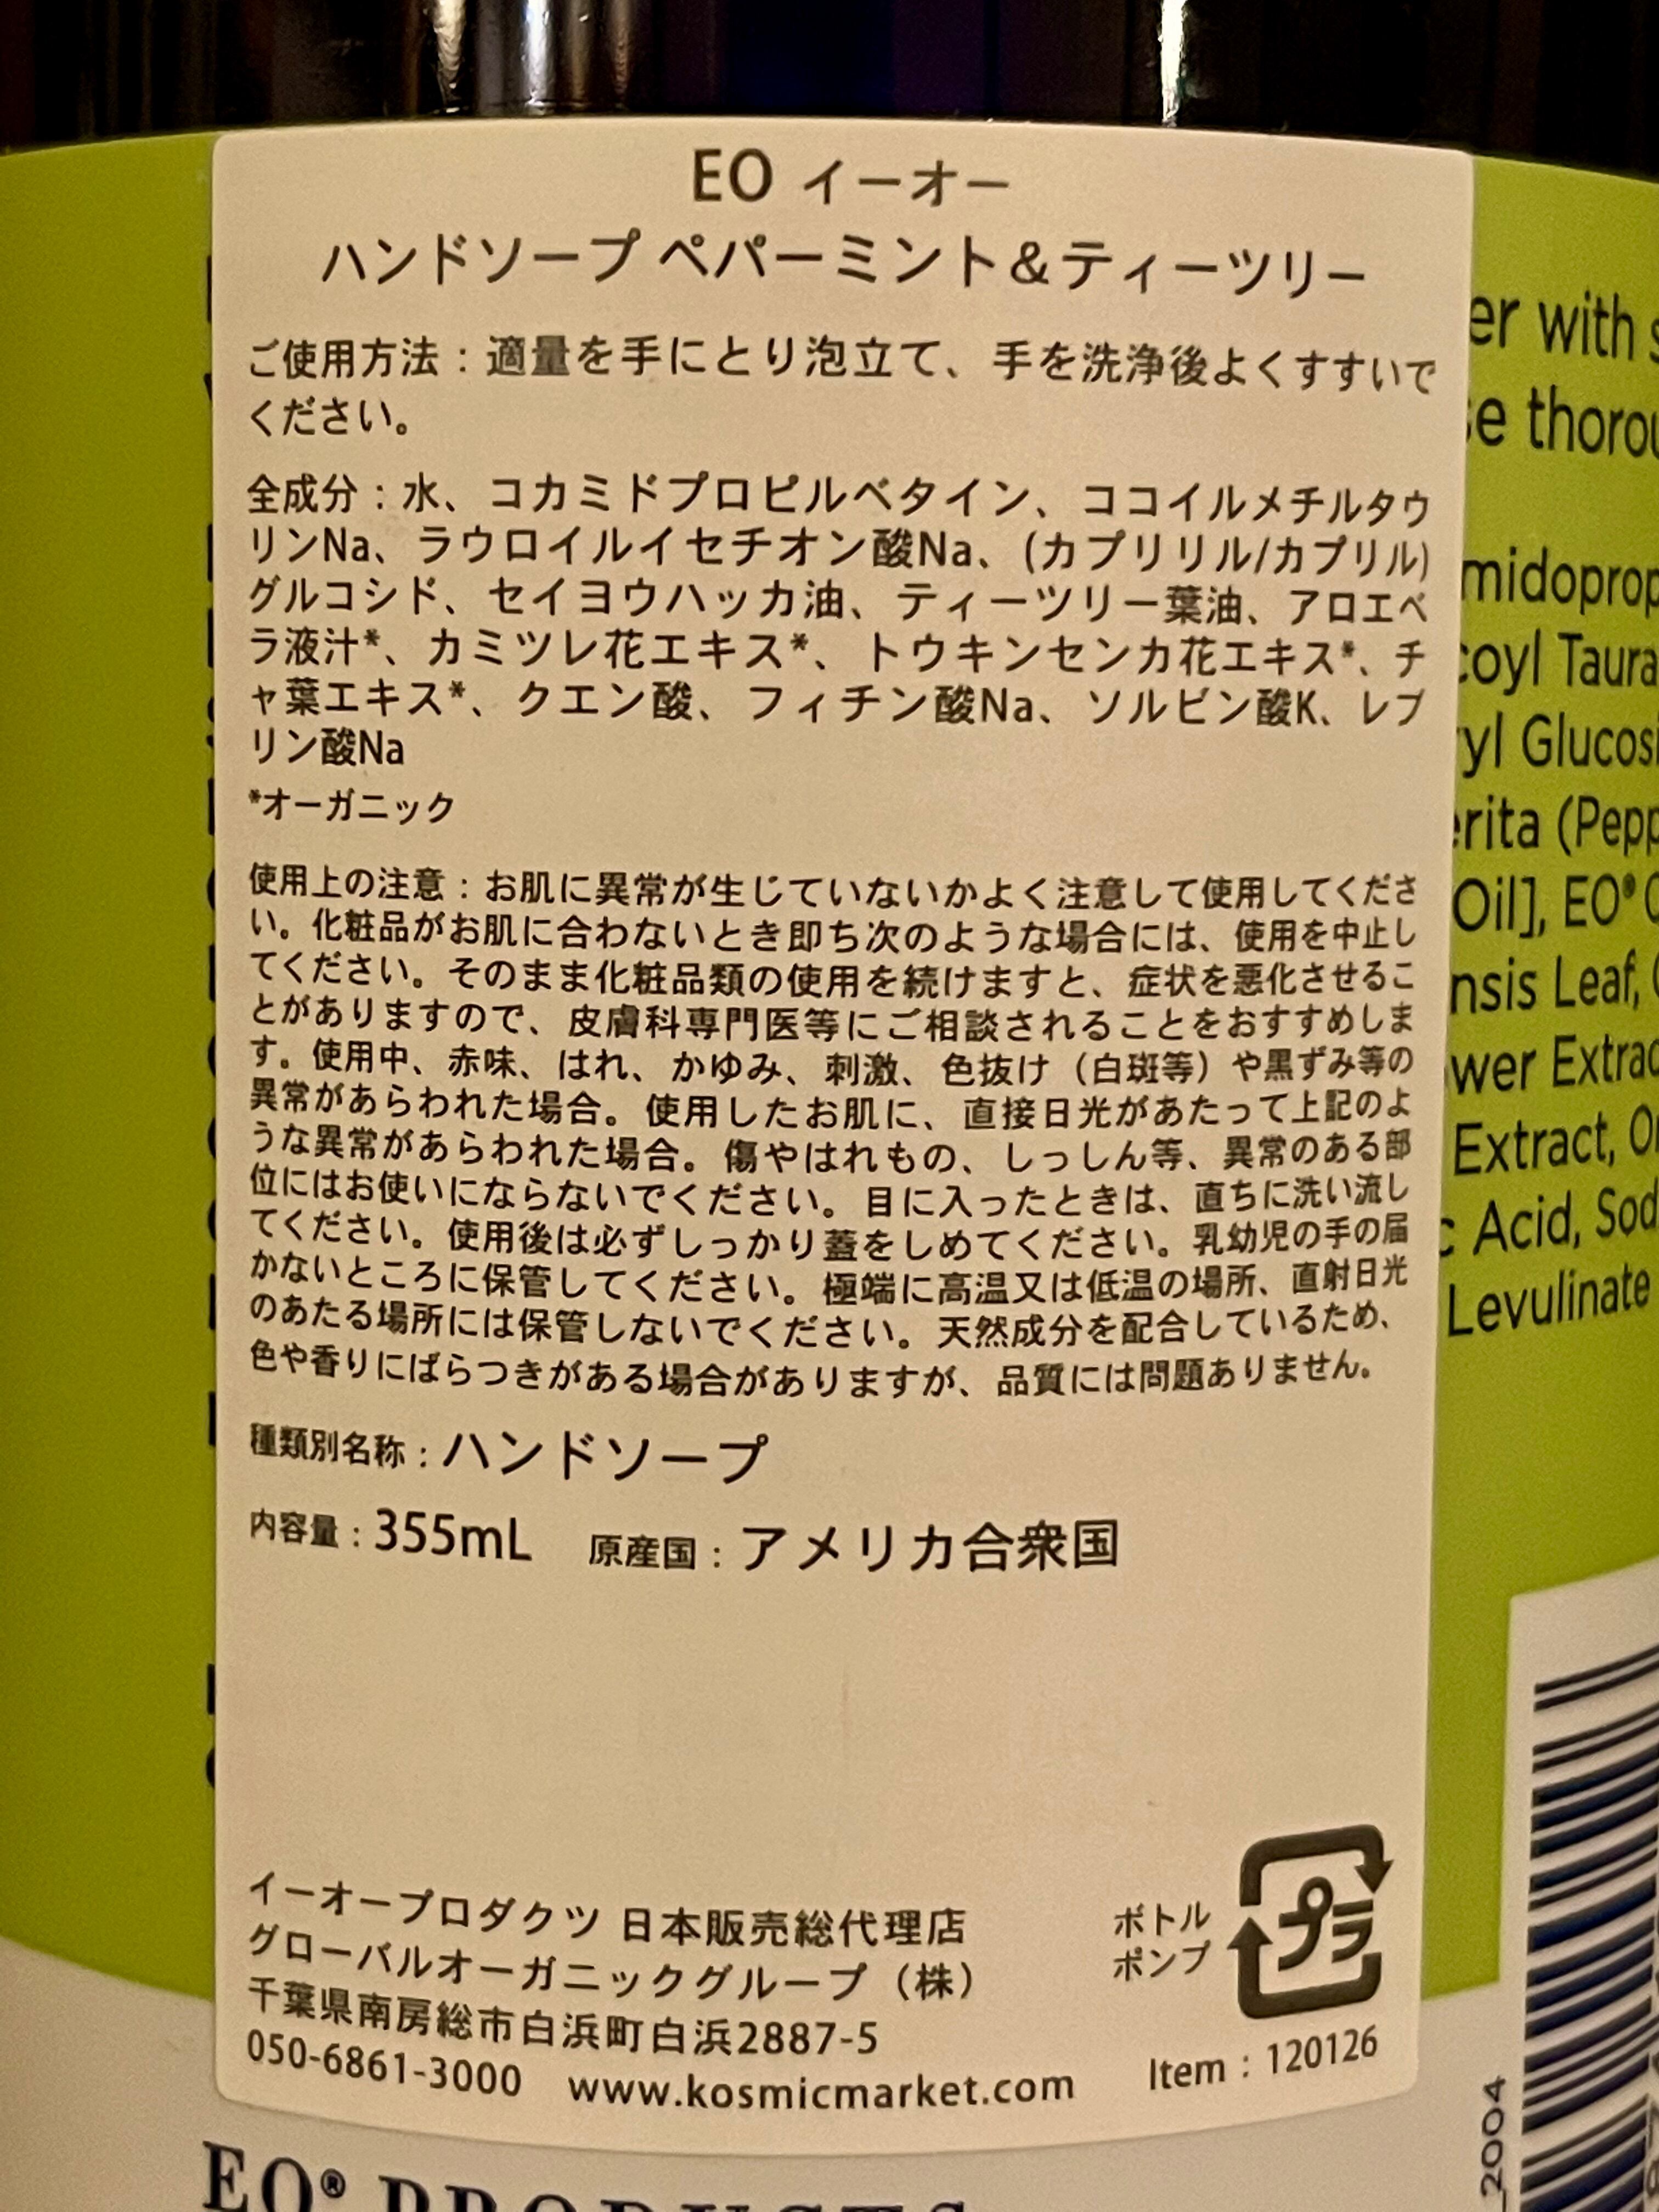 EO イーオー
ハンドソープ ペパーミント＆ティーツリー
ご使用方法：適量を手にとり泡立て、手を洗浄後よくすすいで
ください。
全成分：水、コカミドプロピルベタイン、ココイルメチルタウ
リンNa、ラウロイルイセチオン酸Na、(カプリリル/カプリル)
グルコシド、セイヨウハッカ油、ティーツリー葉油、アロエベ
ラ液汁*、カミツレ花エキス*、トウキンセンカ花エキス*、チ
ャ葉エキス*、クエン酸、フィチン酸Na、ソルビン酸K、レブ
リン酸Na
*オーガニック
使用上の注意：お肌に異常が生じていないかよく注意して使用してくださ
い。化粧品がお肌に合わないとき即ち次のような場合には、使用を中止し
てください。そのまま化粧品類の使用を続けますと、症状を悪化させるこ
とがありますので、皮膚科専門医等にご相談されることをおすすめしま
す。使用中、赤味、はれ、かゆみ、刺激、色抜け（白斑等）や黒ずみ等の
異常があらわれた場合。使用したお肌に、直接日光があたって上記のよ
うな異常があらわれた場合。傷やはれもの、しっしん等、異常のある部
位にはお使いにならないでください。目に入ったときは、直ちに洗い流し
てください。使用後は必ずしっかり蓋をしめてください。乳幼児の手の届
かないところに保管してください。極端に高温又は低温の場所、直射日光
のあたる場所には保管しないでください。天然成分を配合しているため、
色や香りにばらつきがある場合がありますが、品質には問題ありません。
種類別名称：ハンドソープ
内容量：355mL 原産国：アメリカ合衆国
イーオープロダクツ 日本販売総代理店
グローバルオーガニックグループ（株）
千葉県南房総市白浜町白浜2887-5
050-6861-3000 www.kosmicmarket.com
ボトル
ポンプ
プラ
Item：120126
er with
se thorou
midoprop
coyl Taura
yl Glucosi
erita (Pepp
Oil], EO®
nsis Leaf,
wer Extrac
Extract, Or
c Acid, Sod
Levulinate
2004
EO® PRODUCTS